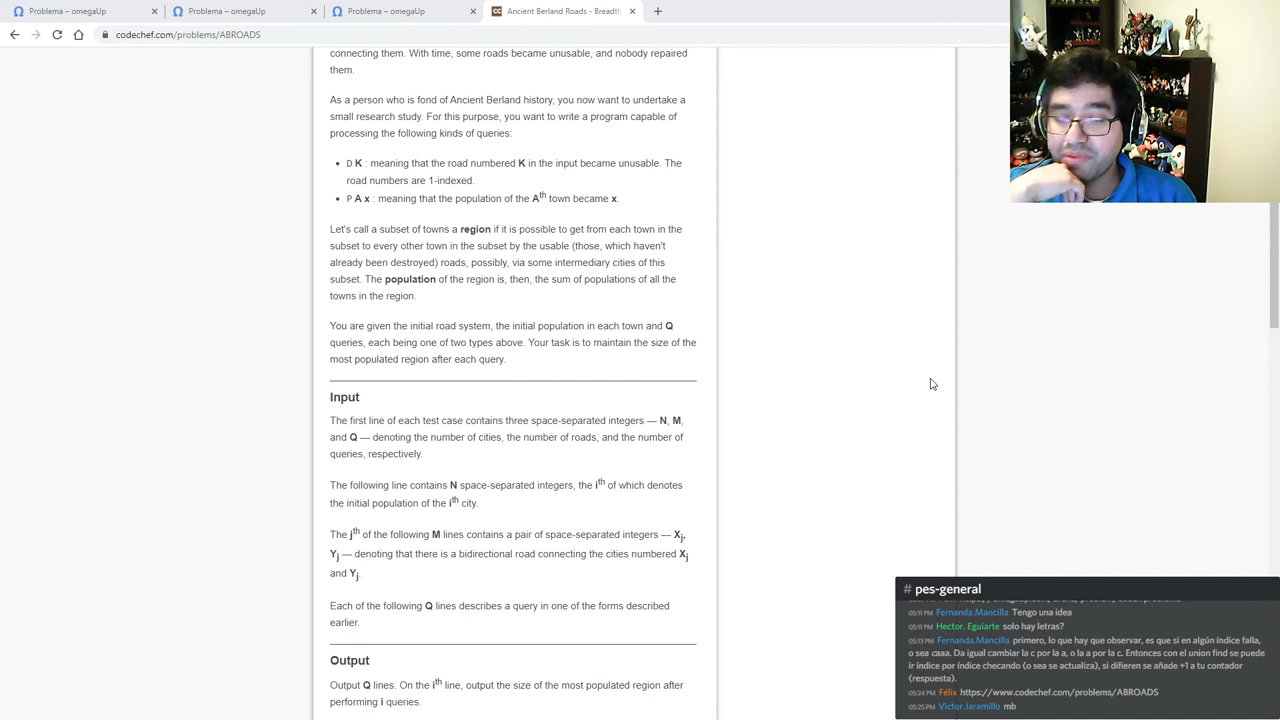 Problema – omegaUp
Problema – omegaUp
Problema – omegaUp
Ancient Berland Roads - Breadth
codechef.com/problems/ABROADS
connecting them. With time, some roads became unusable, and nobody repaired
them.
As a person who is fond of Ancient Berland history, you now want to undertake a
small research study. For this purpose, you want to write a program capable of
processing the following kinds of queries:
• D K : meaning that the road numbered K in the input became unusable. The
road numbers are 1-indexed.
• P A x : meaning that the population of the Ath town became x.
Let's call a subset of towns a region if it is possible to get from each town in the
subset to every other town in the subset by the usable (those, which haven't
already been destroyed) roads, possibly, via some intermediary cities of this
subset. The population of the region is, then, the sum of populations of all the
towns in the region.
You are given the initial road system, the initial population in each town and Q
queries, each being one of two types above. Your task is to maintain the size of the
most populated region after each query.
Input
The first line of each test case contains three space-separated integers — N, M,
and Q — denoting the number of cities, the number of roads, and the number of
queries, respectively.
The following line contains N space-separated integers, the ith of which denotes
the initial population of the ith city.
The jth of the following M lines contains a pair of space-separated integers — Xj,
Yj — denoting that there is a bidirectional road connecting the cities numbered Xj
and Yj.
Each of the following Q lines describes a query in one of the forms described
earlier.
Output
Output Q lines. On the ith line, output the size of the most populated region after
performing i queries.
# pes-general
05:11 PM Fernanda.Mancilla Tengo una idea
05:11 PM Hector. Eguiarte solo hay letras?
05:13 PM Fernanda.Mancilla primero, lo que hay que observar, es que si en algún índice falla,
o sea caaa. Da igual cambiar la c por la a, o la a por la c. Entonces con el union find se puede
ir índice por índice checando (o sea se actualiza), si difieren se añade +1 a tu contador
(respuesta).
05:24 PM Félix https://www.codechef.com/problems/ABROADS
05:25 PM Victor.Jaramillo mb